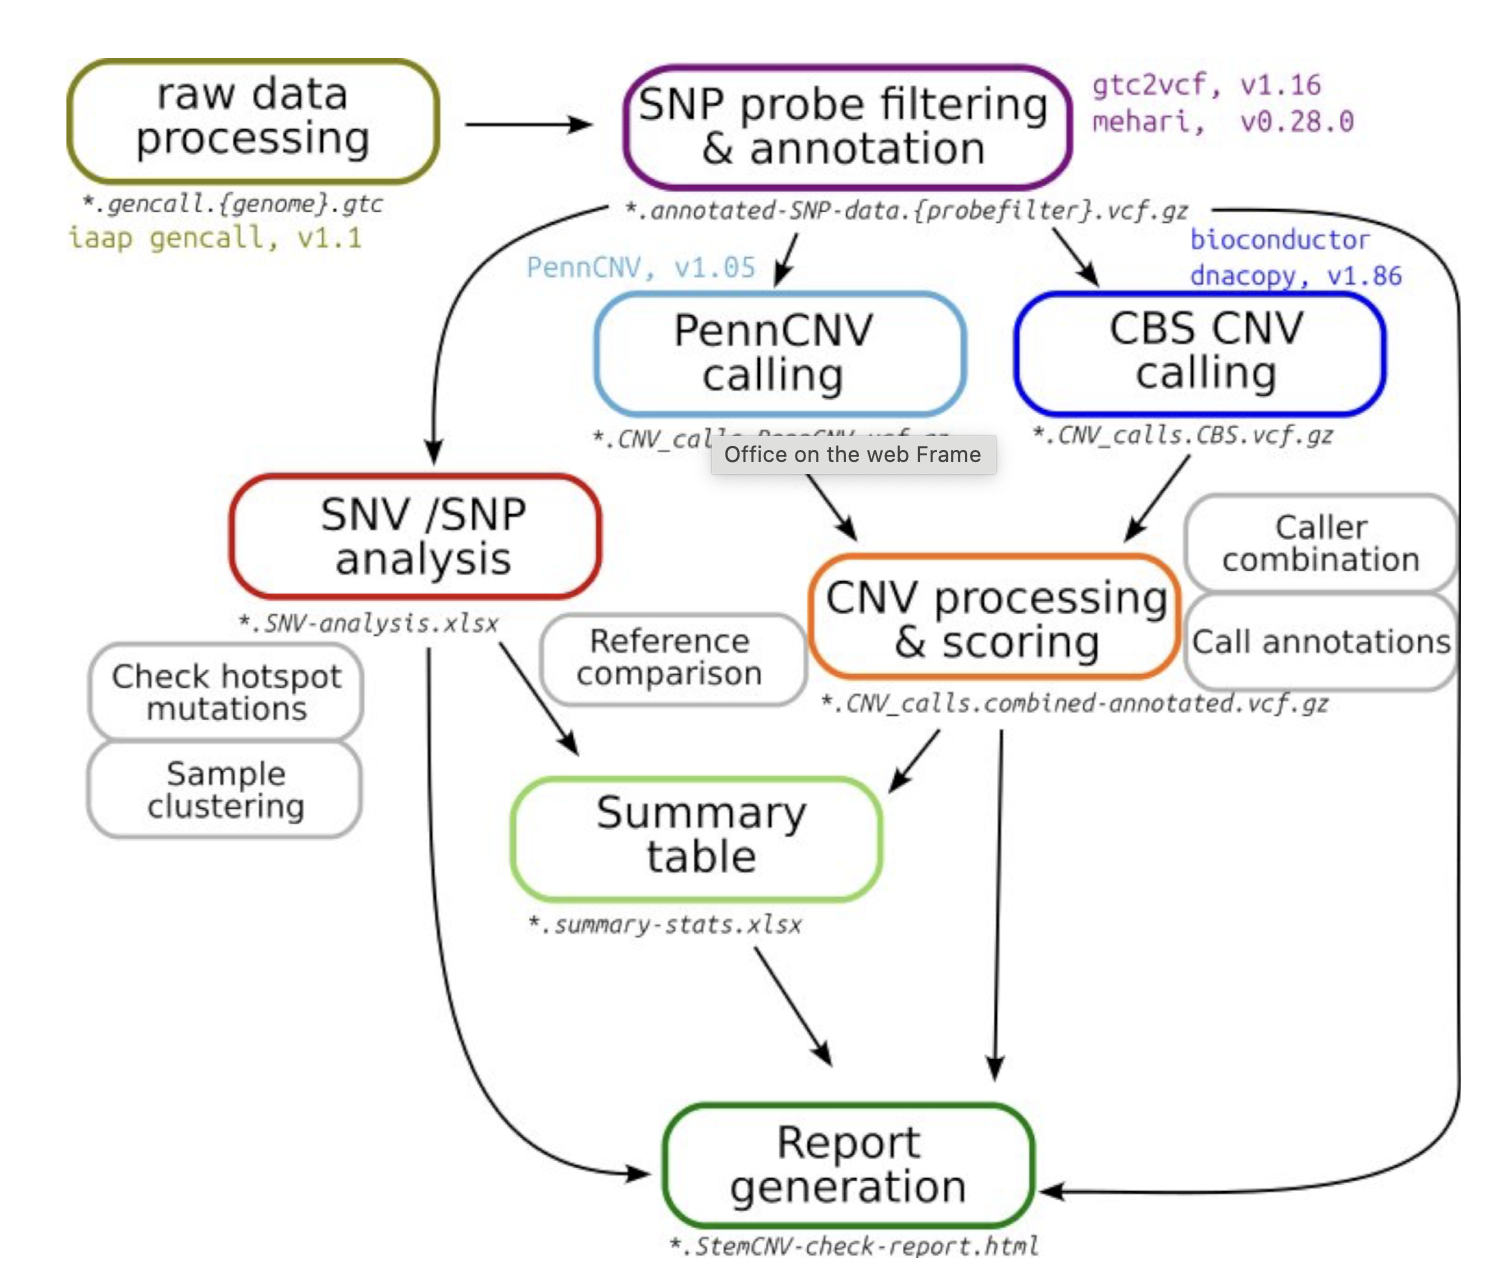 raw data
processing
*.gencall.{genome}.gtc
iaap gencall, v1.1
SNP probe filtering
& annotation
gtc2vcf, v1.16
mehari, v0.28.0
*.annotated-SNP-data.{probefilter}.vcf.gz
PennCNV, v1.05
PennCNV
calling
bioconductor
dnacopy, v1.86
CBS CNV
calling
*.CNV_calls.PennCNV.vcf.gz
Office on the web Frame
*.CNV_calls.CBS.vcf.gz
SNV /SNP
analysis
*.SNV-analysis.xlsx
Check hotspot
mutations
Sample
clustering
Reference
comparison
CNV processing
& scoring
Caller
combination
Call annotations
*.CNV_calls.combined-annotated.vcf.gz
Summary
table
*.summary-stats.xlsx
Report
generation
*.StemCNV-check-report.html